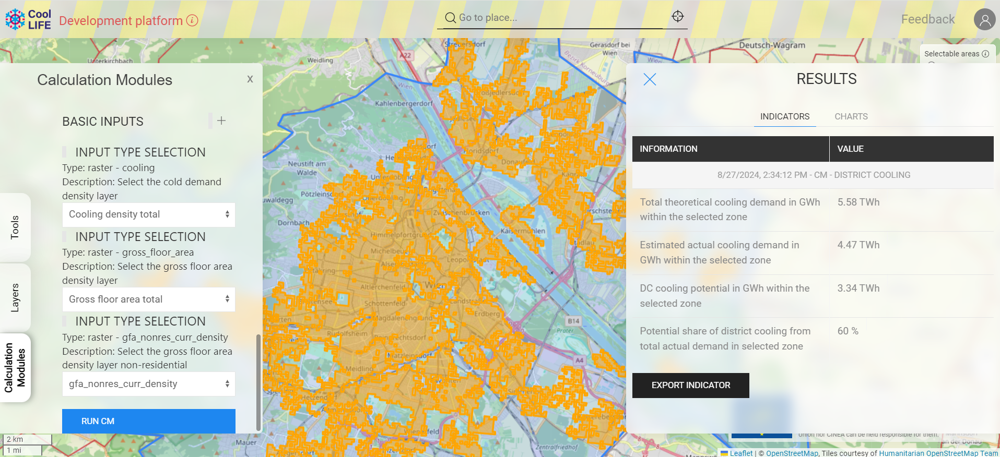 Cool
LIFE
Development platform
Go to place...
Feedback
Selectable areas
Calculation Modules
x
BASIC INPUTS
+
INPUT TYPE SELECTION
Type: raster - cooling
Description: Select the cold demand
density layer
Cooling density total
INPUT TYPE SELECTION
Type: raster - gross_floor_area
Description: Select the gross floor area
density layer
Gross floor area total
INPUT TYPE SELECTION
Type: raster - gfa_nonres_curr_density
Description: Select the gross floor area
density layer non-residential
gfa_nonres_curr_density
RUN CM
Tools
Layers
Calculation
Modules
2 km
1 mi
Unterkirchbach
Weidling
A22
Strebersdorf
Gerasdorf bei
Wien
Bezirk Korneuburg
Wien
Deutsch-Wagram
Wien
Kahlenbergerdorf
Neustift am
Walde
Pötzleinsdorf
Dornbach
Floridsdorf
Donaufeld
Zwischenbrücken
Kaisermühlen
Himmelpfortgrund
Leopoldstadt
Altlerchenfeld
Wien
Schottenfeld
Landstraße
Erdberg
Magdalenengrund
Rudolfsheim
Reinprechtsdorf
Matzleinsdorf
Meidling
Hetzendorf
Prater
B14
A4
Mauer
Zentralfriedhof
RESULTS
INDICATORS
CHARTS
INFORMATION
VALUE
8/27/2024, 2:34:12 PM - CM - DISTRICT COOLING
Total theoretical cooling demand in GWh
within the selected zone
5.58 TWh
Estimated actual cooling demand in
GWh within the selected zone
4.47 TWh
DC cooling potential in GWh within the
selected zone
3.34 TWh
Potential share of district cooling from
total actual demand in selected zone
60 %
EXPORT INDICATOR
Union nor CINEA can be held responsible for them.
an der Donau
Leaflet | © OpenStreetMap, Tiles courtesy of Humanitarian OpenStreetMap Team